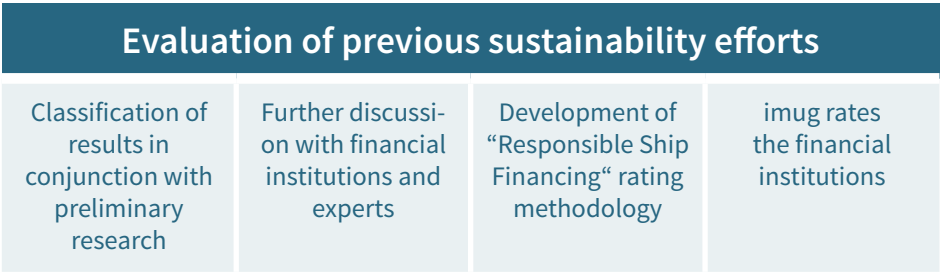 Evaluation of previous sustainability efforts
Classification of
results in
conjunction with
preliminary
research
Further discussi-
on with financial
institutions and
experts
Development of
“Responsible Ship
Financing“ rating
methodology
imug rates
the financial
institutions